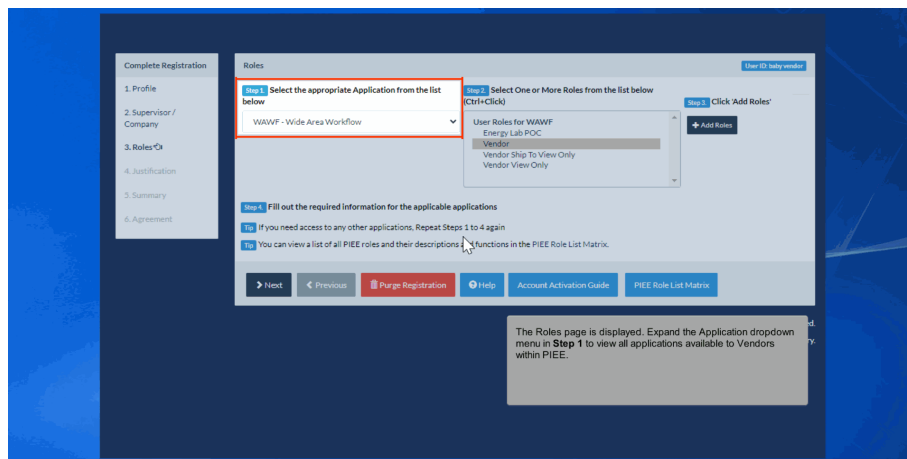 Complete Registration
1. Profile
2. Supervisor /
Company
3. Roles
4. Justification
5. Summary
6. Agreement
Roles
User ID: baby vendor
Step 1. Select the appropriate Application from the list
below
WAWF - Wide Area Workflow
Step 2. Select One or More Roles from the list below
(Ctrl+Click)
User Roles for WAWF
Energy Lab POC
Vendor
Vendor Ship To View Only
Vendor View Only
Step 3. Click 'Add Roles'
Add Roles
Step 4. Fill out the required information for the applicable applications
Tip If you need access to any other applications, Repeat Steps 1 to 4 again
Tip You can view a list of all PIEE roles and their descriptions and functions in the PIEE Role List Matrix.
Next
Previous
Purge Registration
Help
Account Activation Guide
PIEE Role List Matrix
The Roles page is displayed. Expand the Application dropdown
menu in Step 1 to view all applications available to Vendors
within PIEE.